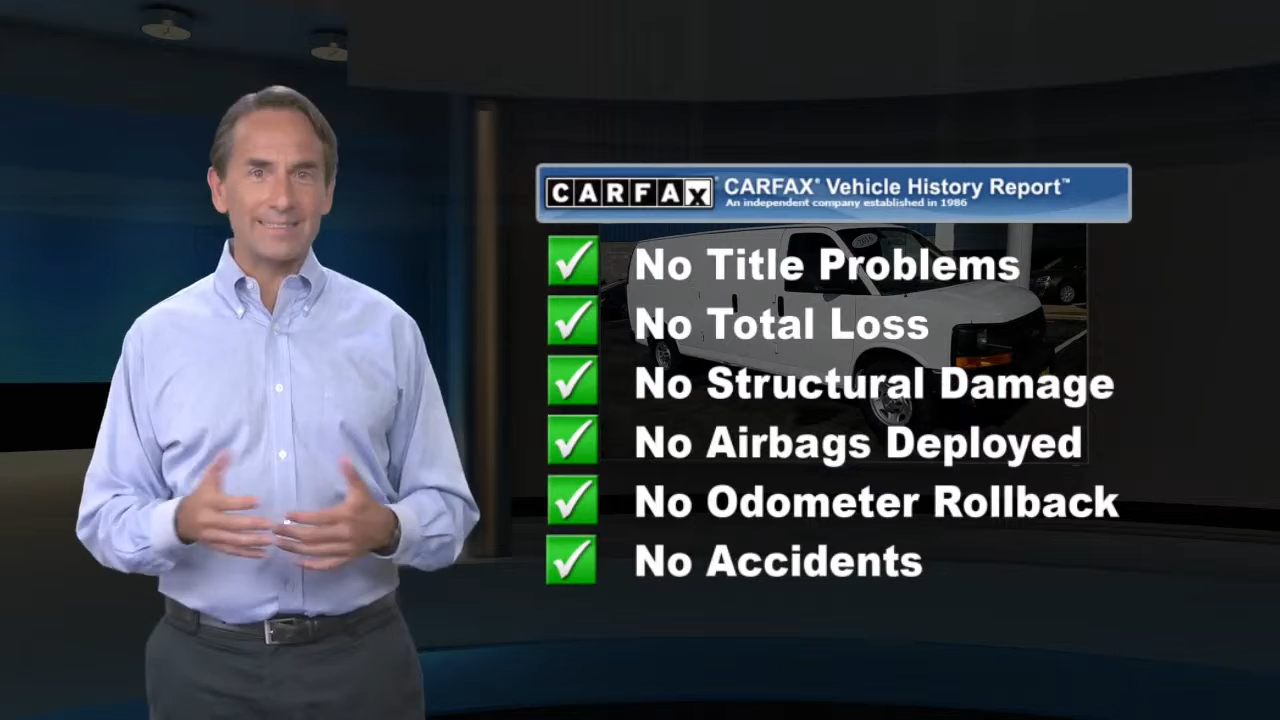 CARFAX® CARFAX® Vehicle History Report™
An independent company established in 1986
No Title Problems
No Total Loss
No Structural Damage
No Airbags Deployed
No Odometer Rollback
No Accidents